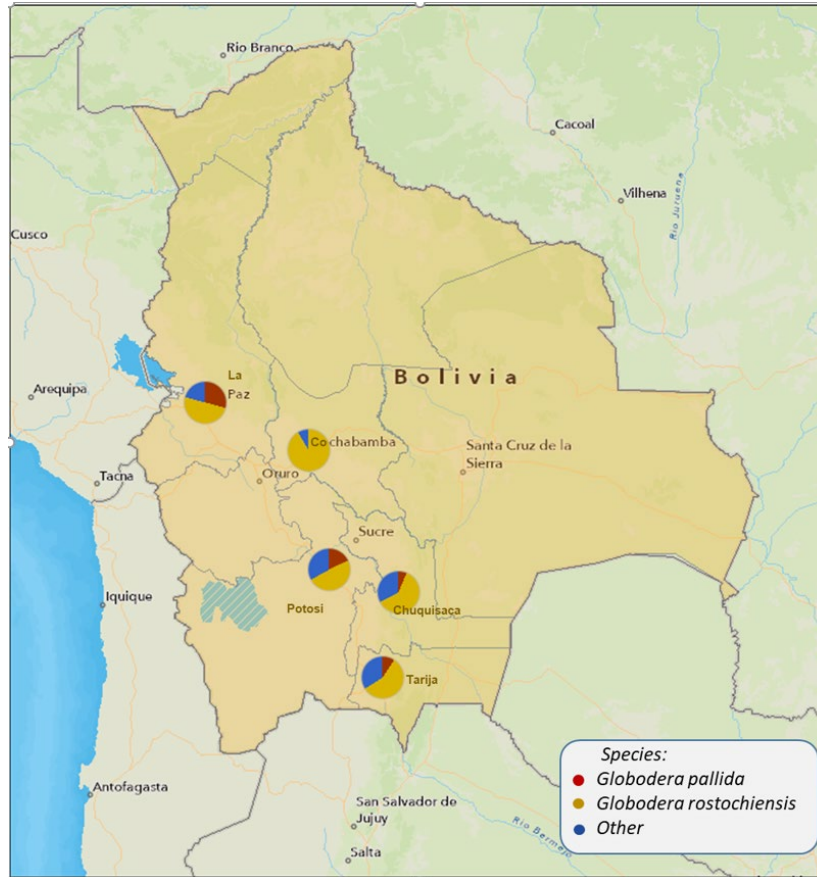 Rio Branco
Cacoal
Vilhena
Rio Juruena
Cusco
Arequipa
La
Paz
Bolivia
Cochabamba
Santa Cruz de la
Sierra
Oruro
Tacna
Sucre
Iquique
Potosi
Chuquisaca
Tarija
Antofagasta
San Salvador de
Jujuy
Salta
Rio Bermejo
Species:
Globodera pallida
Globodera rostochiensis
Other